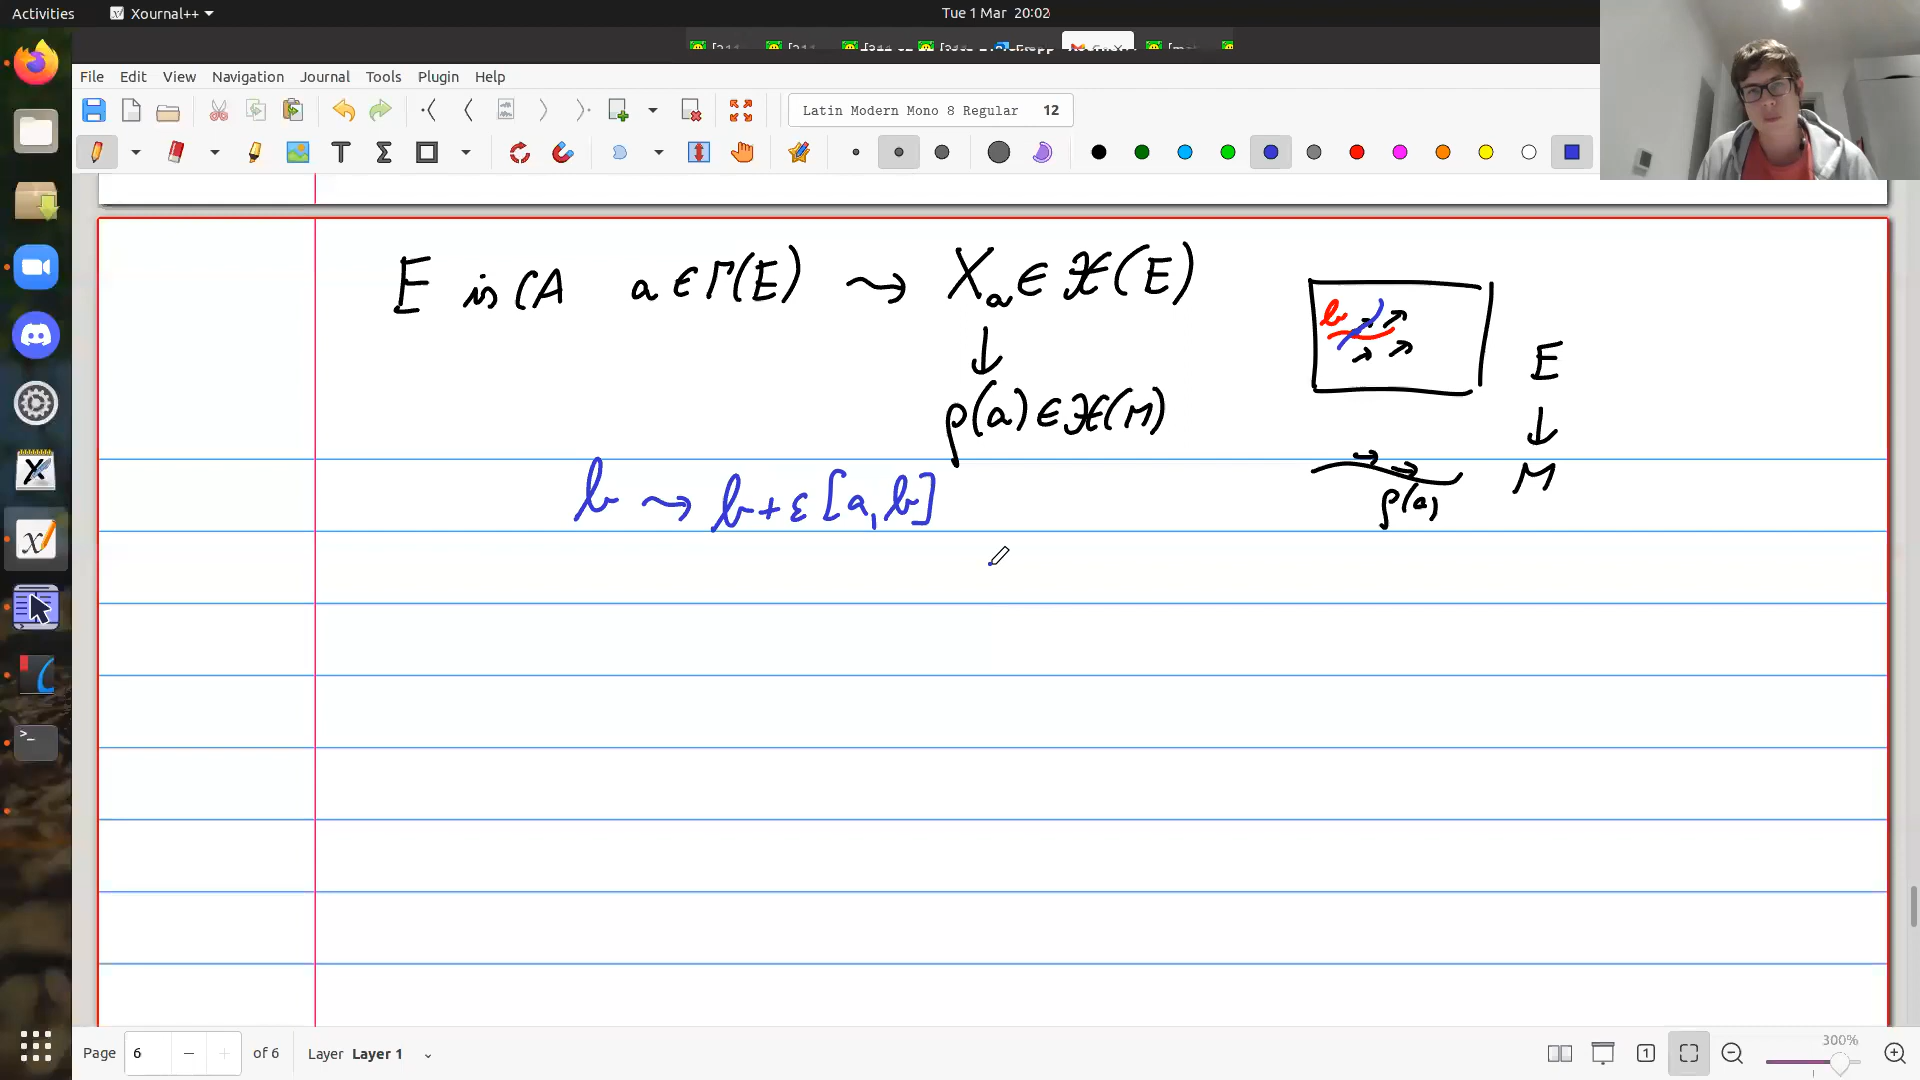 Activities Xournal++ Tue 1 Mar 20:02
File Edit View Navigation Journal Tools Plugin Help
Latin Modern Mono 8 Regular 12
E is CA a ∈ Γ(E) ⇝ X_a ∈ 𝔛(E)
↓
ρ(a) ∈ 𝔛(M)
b ⇝ b + ε [a, b]
b
E
↓
M
ρ(a)
Page 6 of 6 Layer Layer 1 300%